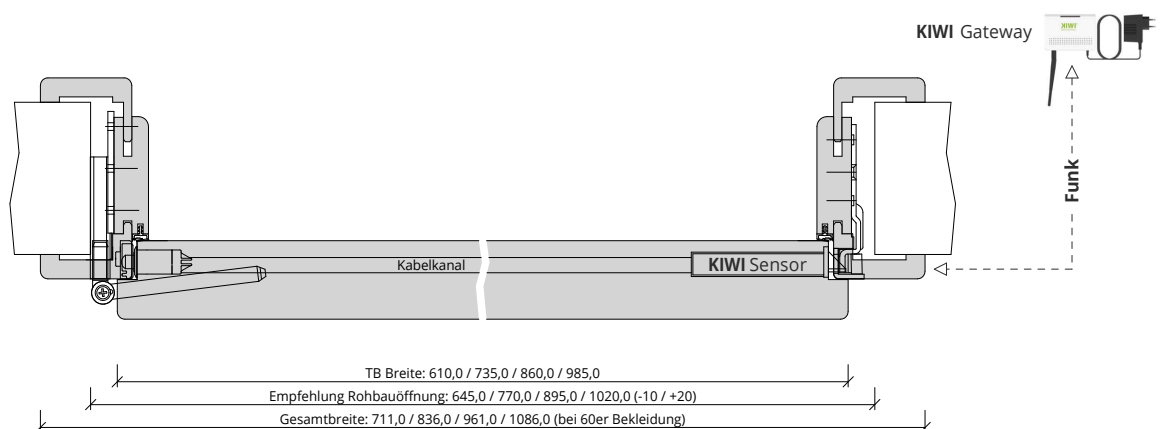 KIWI Gateway
KIWI
Funk
Kabelkanal
KIWI Sensor
TB Breite: 610,0 / 735,0 / 860,0 / 985,0
Empfehlung Rohbauöffnung: 645,0 / 770,0 / 895,0 / 1020,0 (-10 / +20)
Gesamtbreite: 711,0 / 836,0 / 961,0 / 1086,0 (bei 60er Bekleidung)